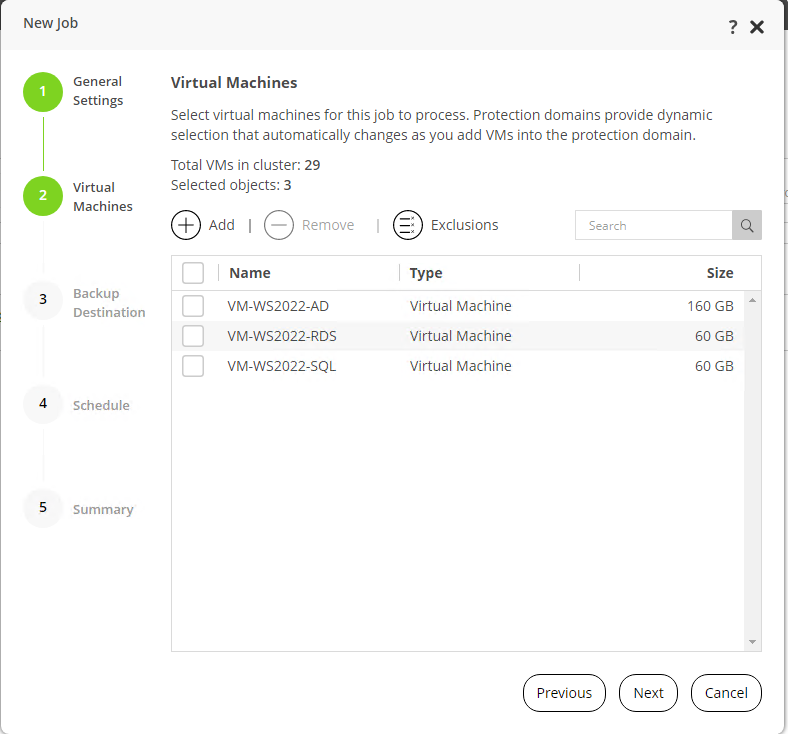 New Job
?
1
General
Settings
2
Virtual
Machines
3
Backup
Destination
4
Schedule
5
Summary
Virtual Machines
Select virtual machines for this job to process. Protection domains provide dynamic
selection that automatically changes as you add VMs into the protection domain.
Total VMs in cluster: 29
Selected objects: 3
Add | Remove | Exclusions
Search
Name Type Size
VM-WS2022-AD Virtual Machine 160 GB
VM-WS2022-RDS Virtual Machine 60 GB
VM-WS2022-SQL Virtual Machine 60 GB
Previous Next Cancel